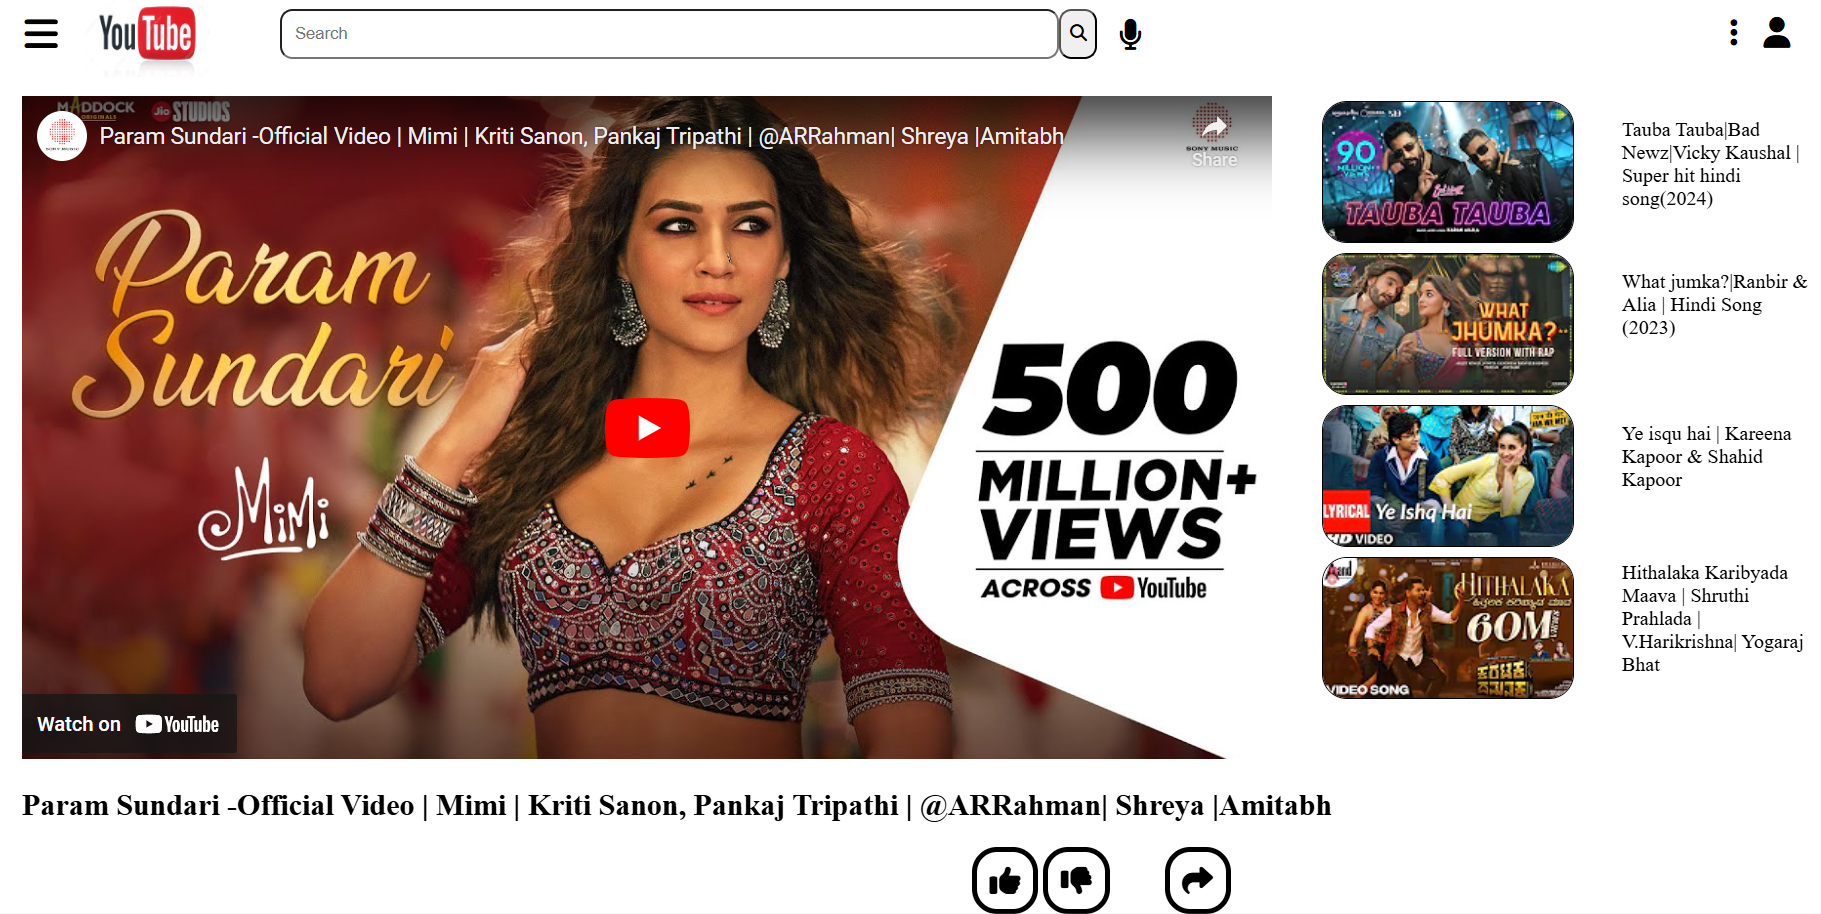 YouTube
Search
MADDOCK
ORIGINALS
Jio STUDIOS
Param Sundari -Official Video | Mimi | Kriti Sanon, Pankaj Tripathi | @ARRahman| Shreya |Amitabh
SONY MUSIC
SONY MUSIC
Share
Param
Sundari
MiMi
500
MILLION+
VIEWS
ACROSS YouTube
Watch on YouTube
90
MILLION+
VIEWS
TAUBA TAUBA
Tauba Tauba|Bad
Newz|Vicky Kaushal |
Super hit hindi
song(2024)
WHAT
JHUMKA?
FULL VERSION WITH RAP
What jumka?|Ranbir &
Alia | Hindi Song
(2023)
LYRICAL Ye Ishq Hai
HD VIDEO
Ye isqu hai | Kareena
Kapoor & Shahid
Kapoor
HITHALAKA
60M
VIDEO SONG
Hithalaka Karibyada
Maava | Shruthi
Prahlada |
V.Harikrishna| Yogaraj
Bhat
Param Sundari -Official Video | Mimi | Kriti Sanon, Pankaj Tripathi | @ARRahman| Shreya |Amitabh